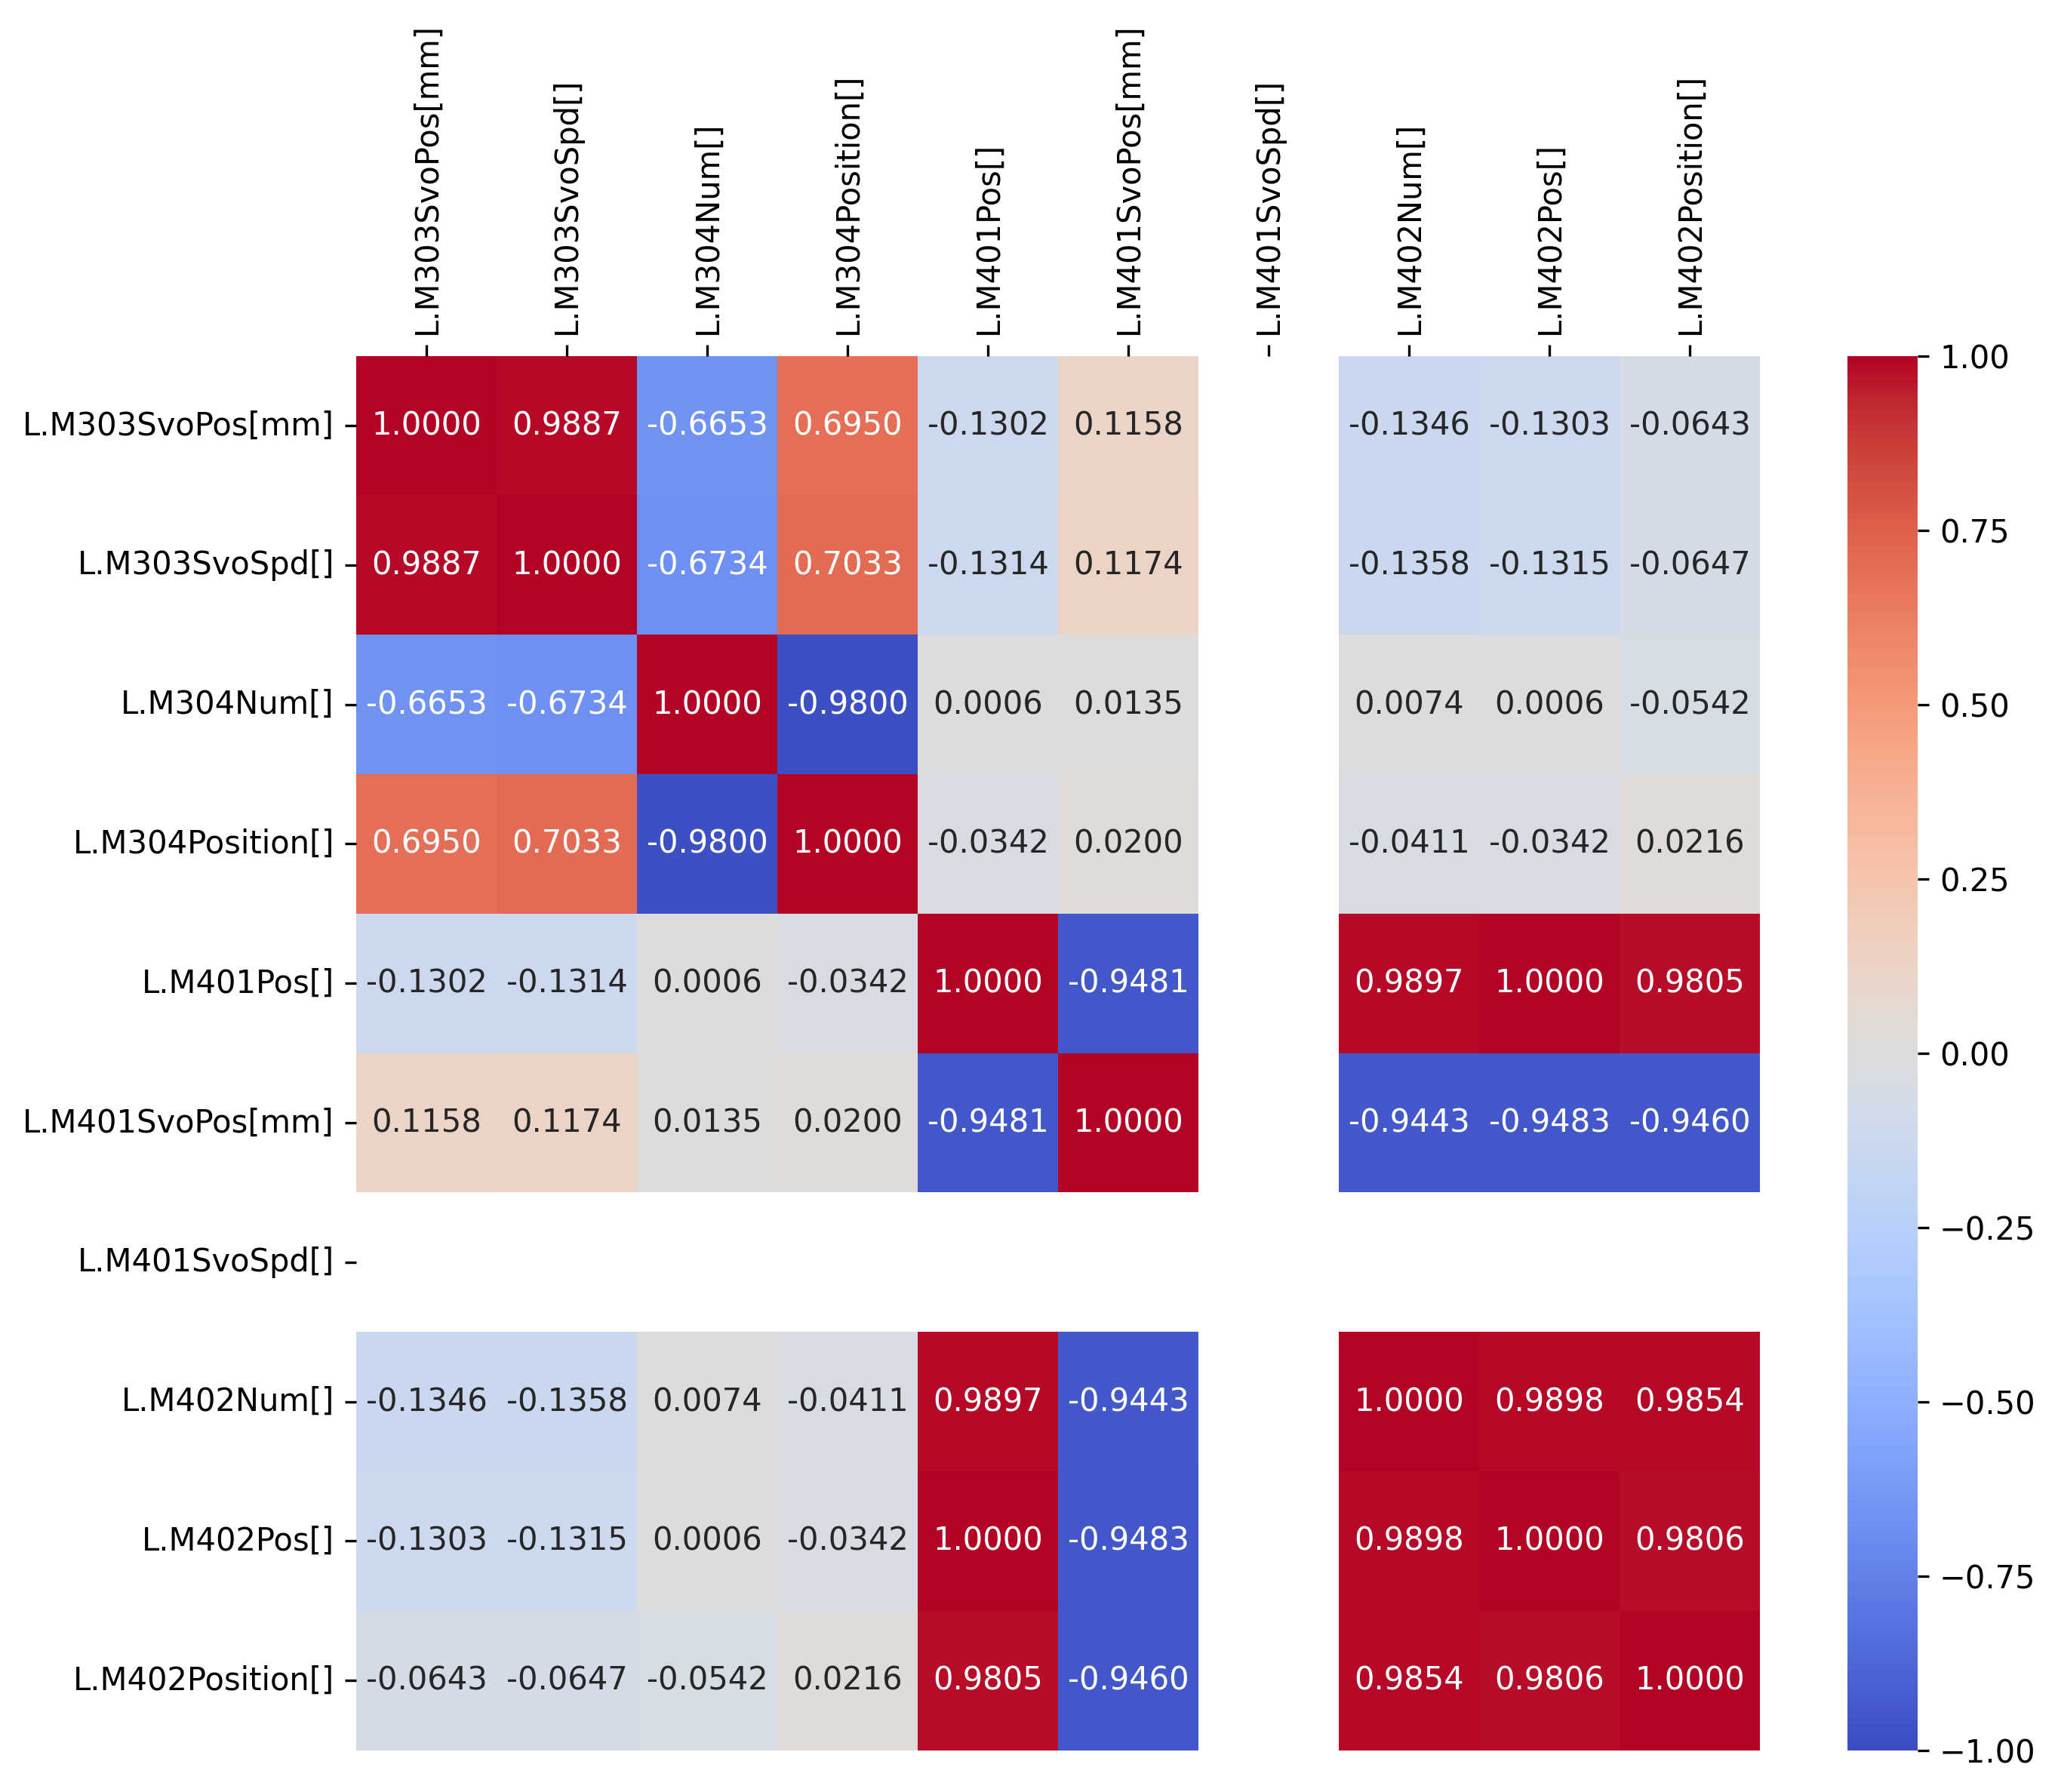 L.M303SvoPos[mm] L.M303SvoSpd[] L.M304Num[] L.M304Position[] L.M401Pos[] L.M401SvoPos[mm] L.M401SvoSpd[] L.M402Num[] L.M402Pos[] L.M402Position[]
L.M303SvoPos[mm] 1.0000 0.9887 -0.6653 0.6950 -0.1302 0.1158 -0.1346 -0.1303 -0.0643
L.M303SvoSpd[] 0.9887 1.0000 -0.6734 0.7033 -0.1314 0.1174 -0.1358 -0.1315 -0.0647
L.M304Num[] -0.6653 -0.6734 1.0000 -0.9800 0.0006 0.0135 0.0074 0.0006 -0.0542
L.M304Position[] 0.6950 0.7033 -0.9800 1.0000 -0.0342 0.0200 -0.0411 -0.0342 0.0216
L.M401Pos[] -0.1302 -0.1314 0.0006 -0.0342 1.0000 -0.9481 0.9897 1.0000 0.9805
L.M401SvoPos[mm] 0.1158 0.1174 0.0135 0.0200 -0.9481 1.0000 -0.9443 -0.9483 -0.9460
L.M401SvoSpd[]
L.M402Num[] -0.1346 -0.1358 0.0074 -0.0411 0.9897 -0.9443 1.0000 0.9898 0.9854
L.M402Pos[] -0.1303 -0.1315 0.0006 -0.0342 1.0000 -0.9483 0.9898 1.0000 0.9806
L.M402Position[] -0.0643 -0.0647 -0.0542 0.0216 0.9805 -0.9460 0.9854 0.9806 1.0000
1.00
0.75
0.50
0.25
0.00
−0.25
−0.50
−0.75
−1.00